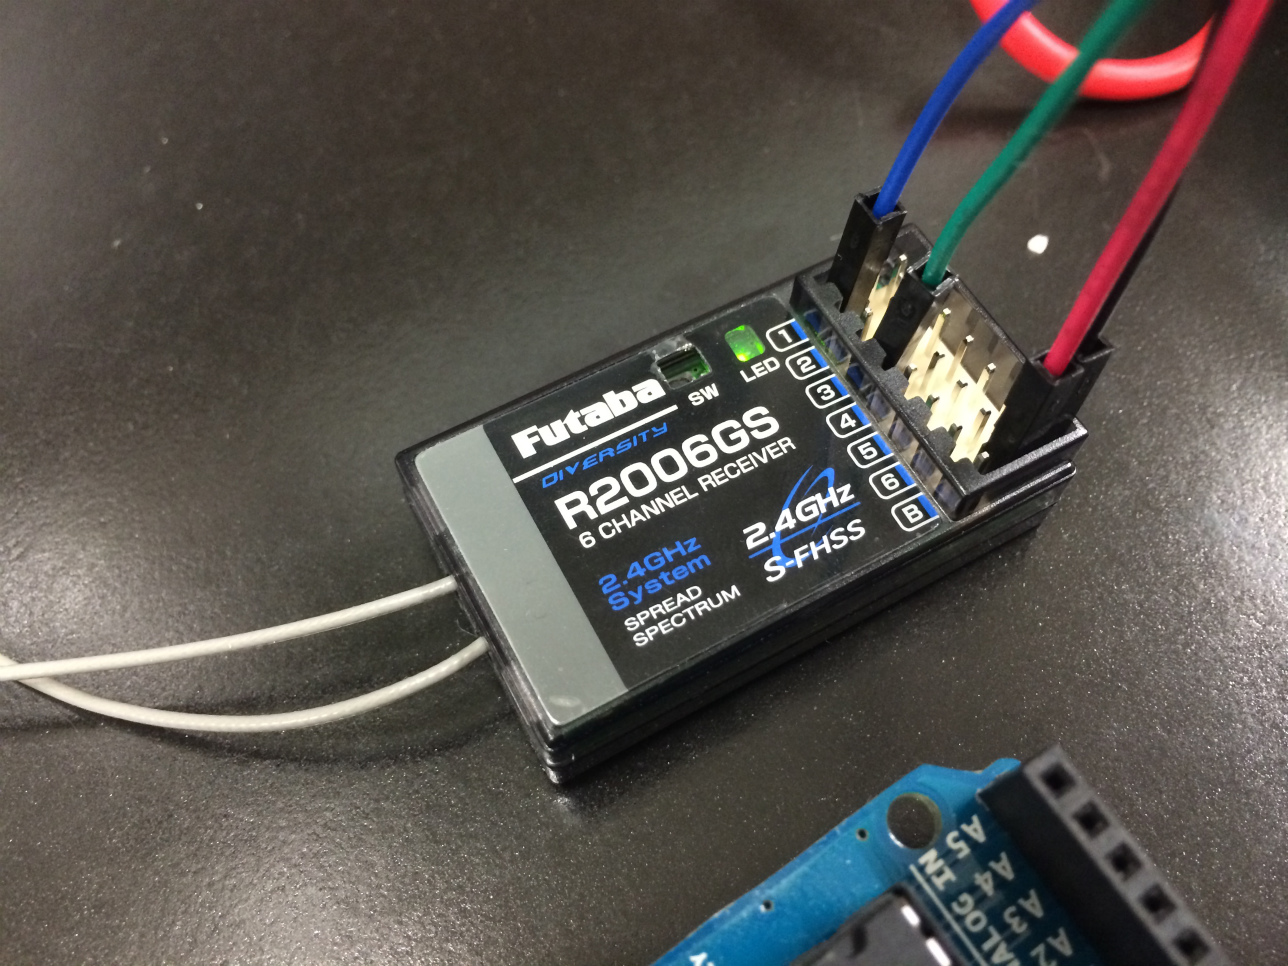 Futaba
DIVERSITY
R2006GS
6 CHANNEL RECEIVER
2.4GHz
System
SPREAD
SPECTRUM
2.4GHz
S-FHSS
SW
LED
1
2
3
4
5
6
B
A5
A4
A3
A2
ALOG IN